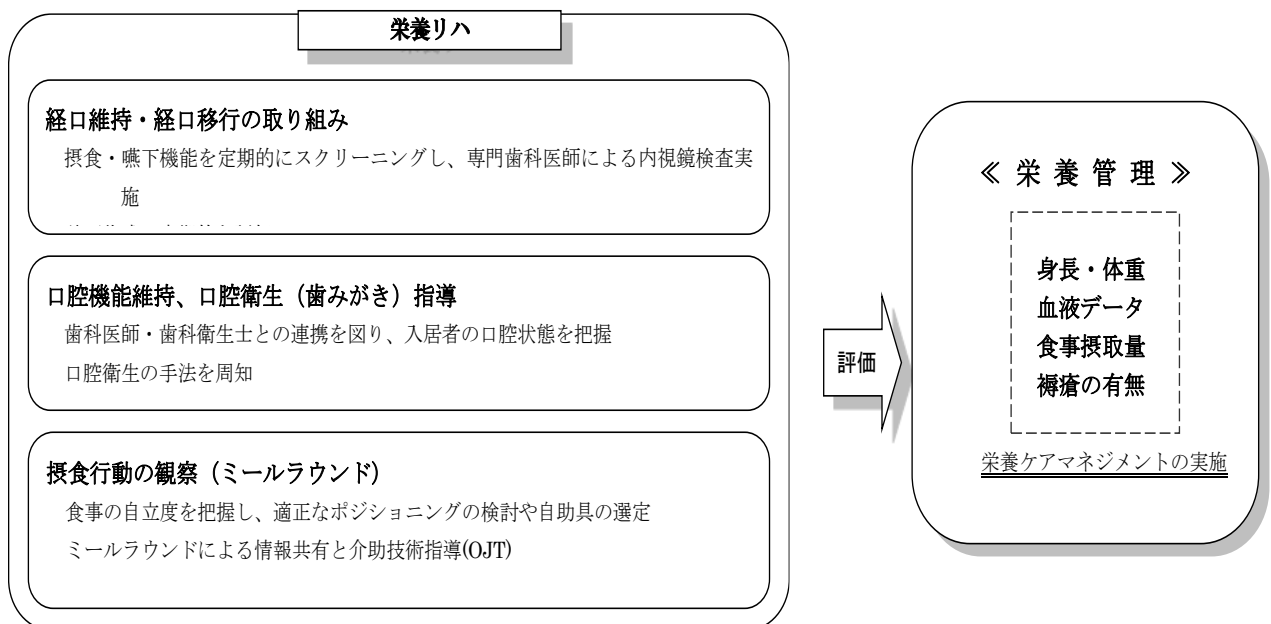 栄養リハ
経口維持・経口移行の取り組み
摂食・嚥下機能を定期的にスクリーニングし、専門歯科医師による内視鏡検査実
施
口腔機能維持、口腔衛生（歯みがき）指導
歯科医師・歯科衛生士との連携を図り、入居者の口腔状態を把握
口腔衛生の手法を周知
摂食行動の観察（ミールラウンド）
食事の自立度を把握し、適正なポジショニングの検討や自助具の選定
ミールラウンドによる情報共有と介助技術指導(OJT)
評価
≪ 栄 養 管 理 ≫
身長・体重
血液データ
食事摂取量
褥瘡の有無
栄養ケアマネジメントの実施